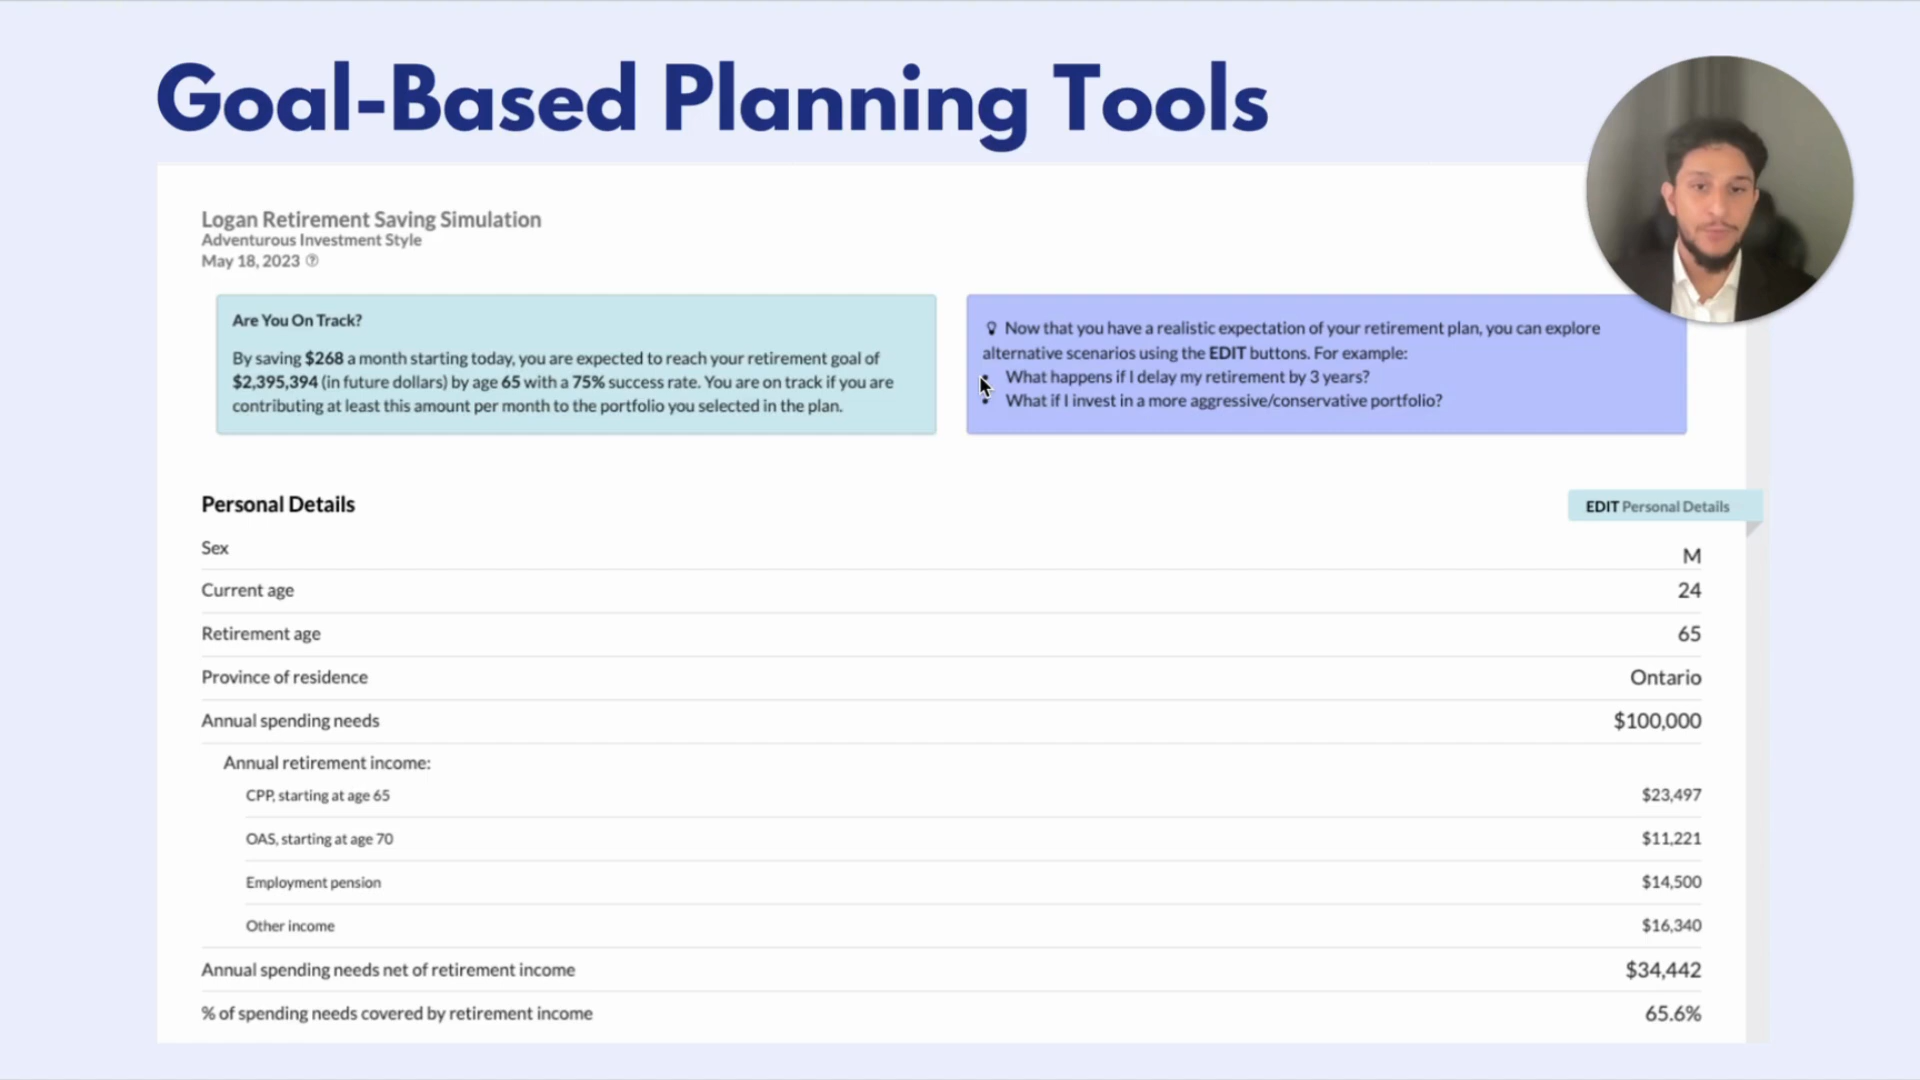 Goal-Based Planning Tools
Logan Retirement Saving Simulation
Adventurous Investment Style
May 18, 2023 ?
Are You On Track?
By saving $268 a month starting today, you are expected to reach your retirement goal of
$2,395,394 (in future dollars) by age 65 with a 75% success rate. You are on track if you are
contributing at least this amount per month to the portfolio you selected in the plan.
Now that you have a realistic expectation of your retirement plan, you can explore
alternative scenarios using the EDIT buttons. For example:
• What happens if I delay my retirement by 3 years?
• What if I invest in a more aggressive/conservative portfolio?
Personal Details
EDIT Personal Details
Sex M
Current age 24
Retirement age 65
Province of residence Ontario
Annual spending needs $100,000
Annual retirement income:
CPP, starting at age 65 $23,497
OAS, starting at age 70 $11,221
Employment pension $14,500
Other income $16,340
Annual spending needs net of retirement income $34,442
% of spending needs covered by retirement income 65.6%